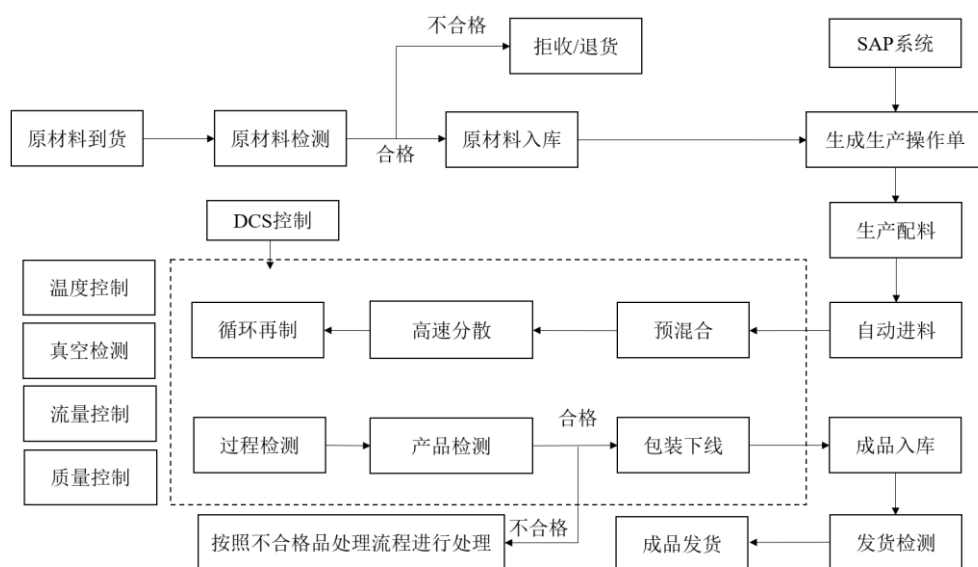 不合格
拒收/退货
SAP系统
原材料到货
原材料检测
合格
原材料入库
生成生产操作单
DCS控制
生产配料
温度控制
循环再制
高速分散
预混合
自动进料
真空检测
流量控制
合格
过程检测
产品检测
包装下线
成品入库
质量控制
不合格
按照不合格品处理流程进行处理
成品发货
发货检测